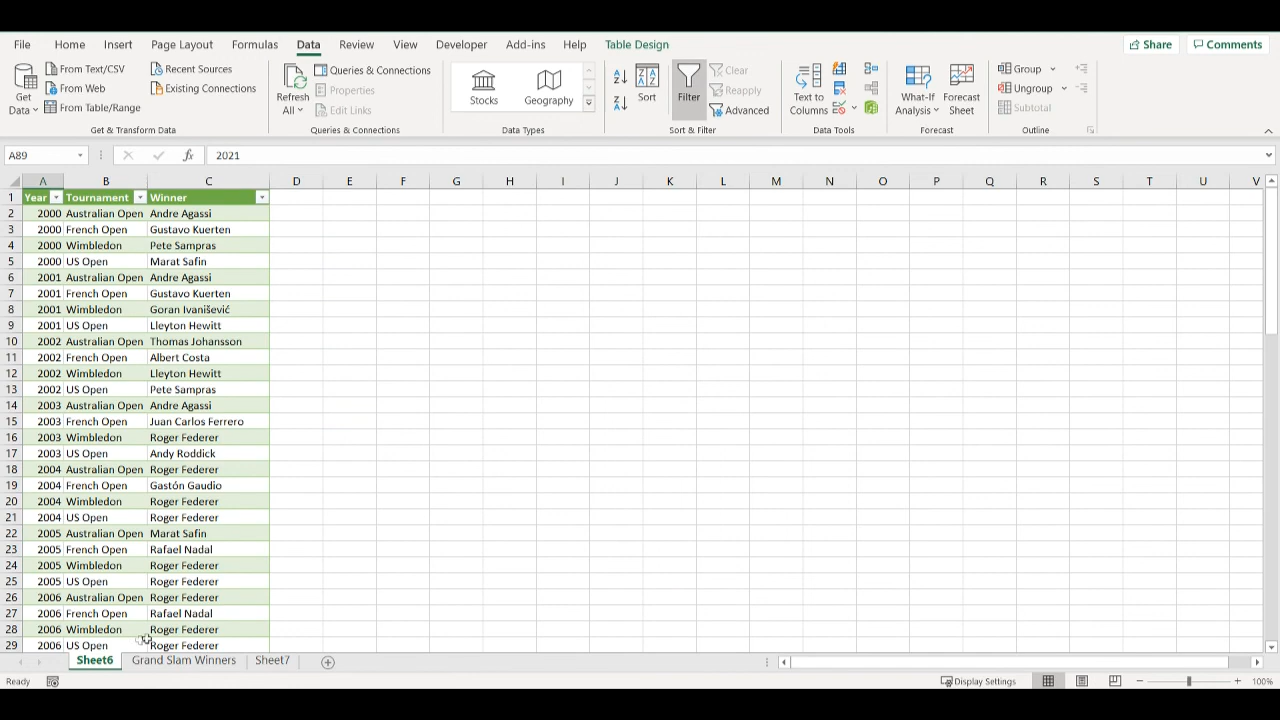 File Home Insert Page Layout Formulas Data Review View Developer Add-ins Help Table Design Share Comments
Get Data From Text/CSV From Web From Table/Range Recent Sources Existing Connections
Get & Transform Data
Refresh All Queries & Connections Properties Edit Links
Queries & Connections
Stocks Geography
Data Types
Sort Filter Clear Reapply Advanced
Sort & Filter
Text to Columns
Data Tools
What-If Analysis Forecast Sheet
Forecast
Group Ungroup Subtotal
Outline
A89 fx 2021
A B C D E F G H I J K L M N O P Q R S T U V
1 Year Tournament Winner
2 2000 Australian Open Andre Agassi
3 2000 French Open Gustavo Kuerten
4 2000 Wimbledon Pete Sampras
5 2000 US Open Marat Safin
6 2001 Australian Open Andre Agassi
7 2001 French Open Gustavo Kuerten
8 2001 Wimbledon Goran Ivanišević
9 2001 US Open Lleyton Hewitt
10 2002 Australian Open Thomas Johansson
11 2002 French Open Albert Costa
12 2002 Wimbledon Lleyton Hewitt
13 2002 US Open Pete Sampras
14 2003 Australian Open Andre Agassi
15 2003 French Open Juan Carlos Ferrero
16 2003 Wimbledon Roger Federer
17 2003 US Open Andy Roddick
18 2004 Australian Open Roger Federer
19 2004 French Open Gastón Gaudio
20 2004 Wimbledon Roger Federer
21 2004 US Open Roger Federer
22 2005 Australian Open Marat Safin
23 2005 French Open Rafael Nadal
24 2005 Wimbledon Roger Federer
25 2005 US Open Roger Federer
26 2006 Australian Open Roger Federer
27 2006 French Open Rafael Nadal
28 2006 Wimbledon Roger Federer
29 2006 US Open Roger Federer
Sheet6 Grand Slam Winners Sheet7
Ready Display Settings 100%